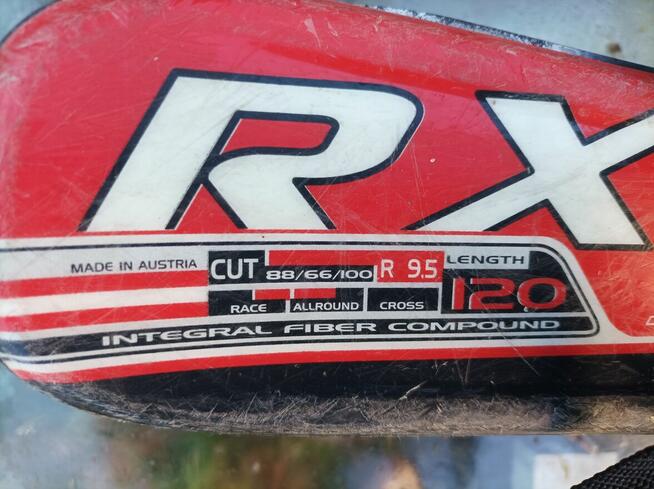 RX
MADE IN AUSTRIA CUT 88/66/100 R 9.5 LENGTH 120
RACE ALLROUND CROSS
INTEGRAL FIBER COMPOUND